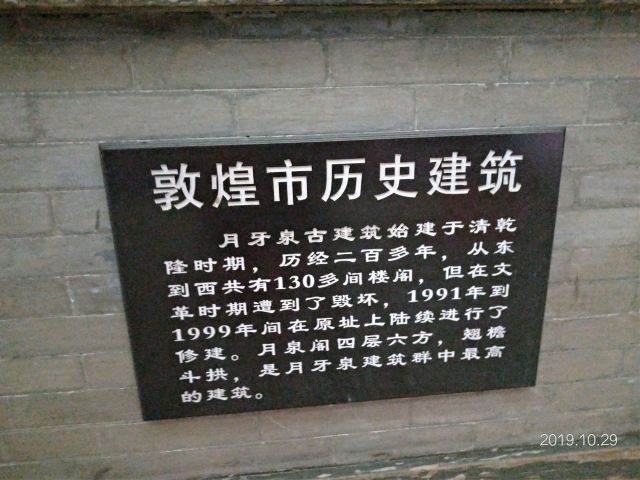 敦煌市历史建筑
月牙泉古建筑始建于清乾
隆时期，历经二百多年，从东
到西共有130多间楼阁，但在文
革时期遭到了毁坏，1991年到
1999年间在原址上陆续进行了
修建。月泉阁四层六方，翘檐
斗拱，是月牙泉建筑群中最高
的建筑。
2019.10.29